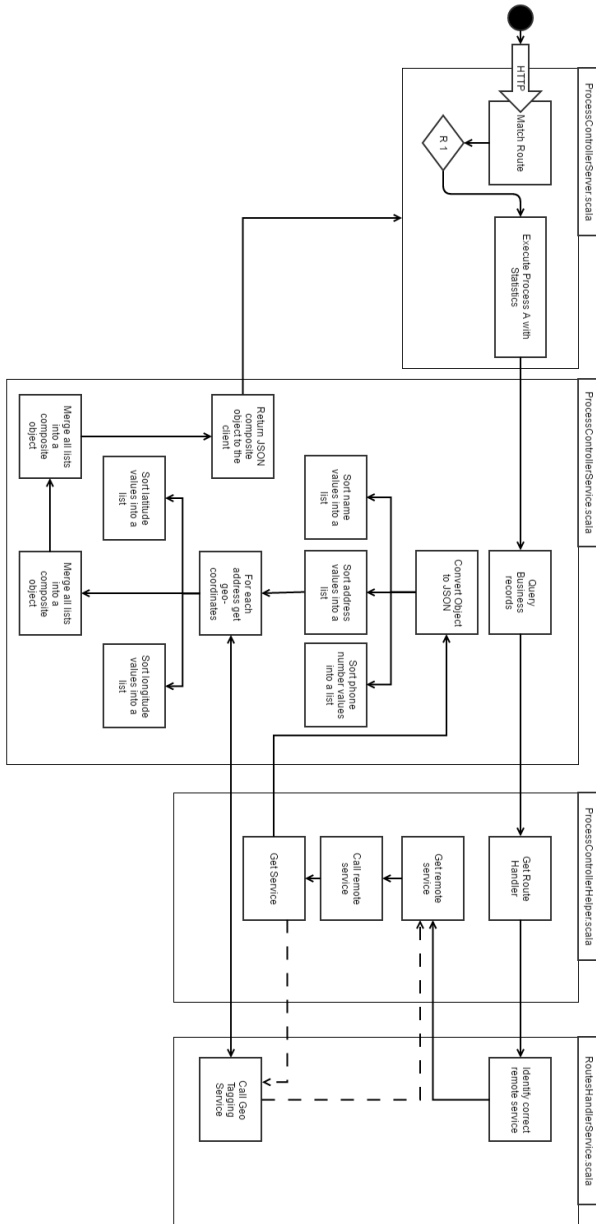 ProcessControllerServer.scala
HTTP
Match Route
R 1
Execute Process A with
Statistics
ProcessControllerService.scala
Query
Business
records
Convert Object
to JSON
Sort name
values into a
list
Sort address
values into a
list
Sort phone
number values
into a list
For each
address get
geo-
coordinates
Sort latitude
values into a
list
Sort longitude
values into a
list
Merge all lists
into a
composite
object
Merge all lists
into a
composite
object
Return JSON
composite
object to the
client
ProcessControllerHelper.scala
Get Route
Handler
Get remote
service
Call remote
service
Get Service
RoutesHandlerService.scala
Identify correct
remote service
Call Geo
Tagging
Service